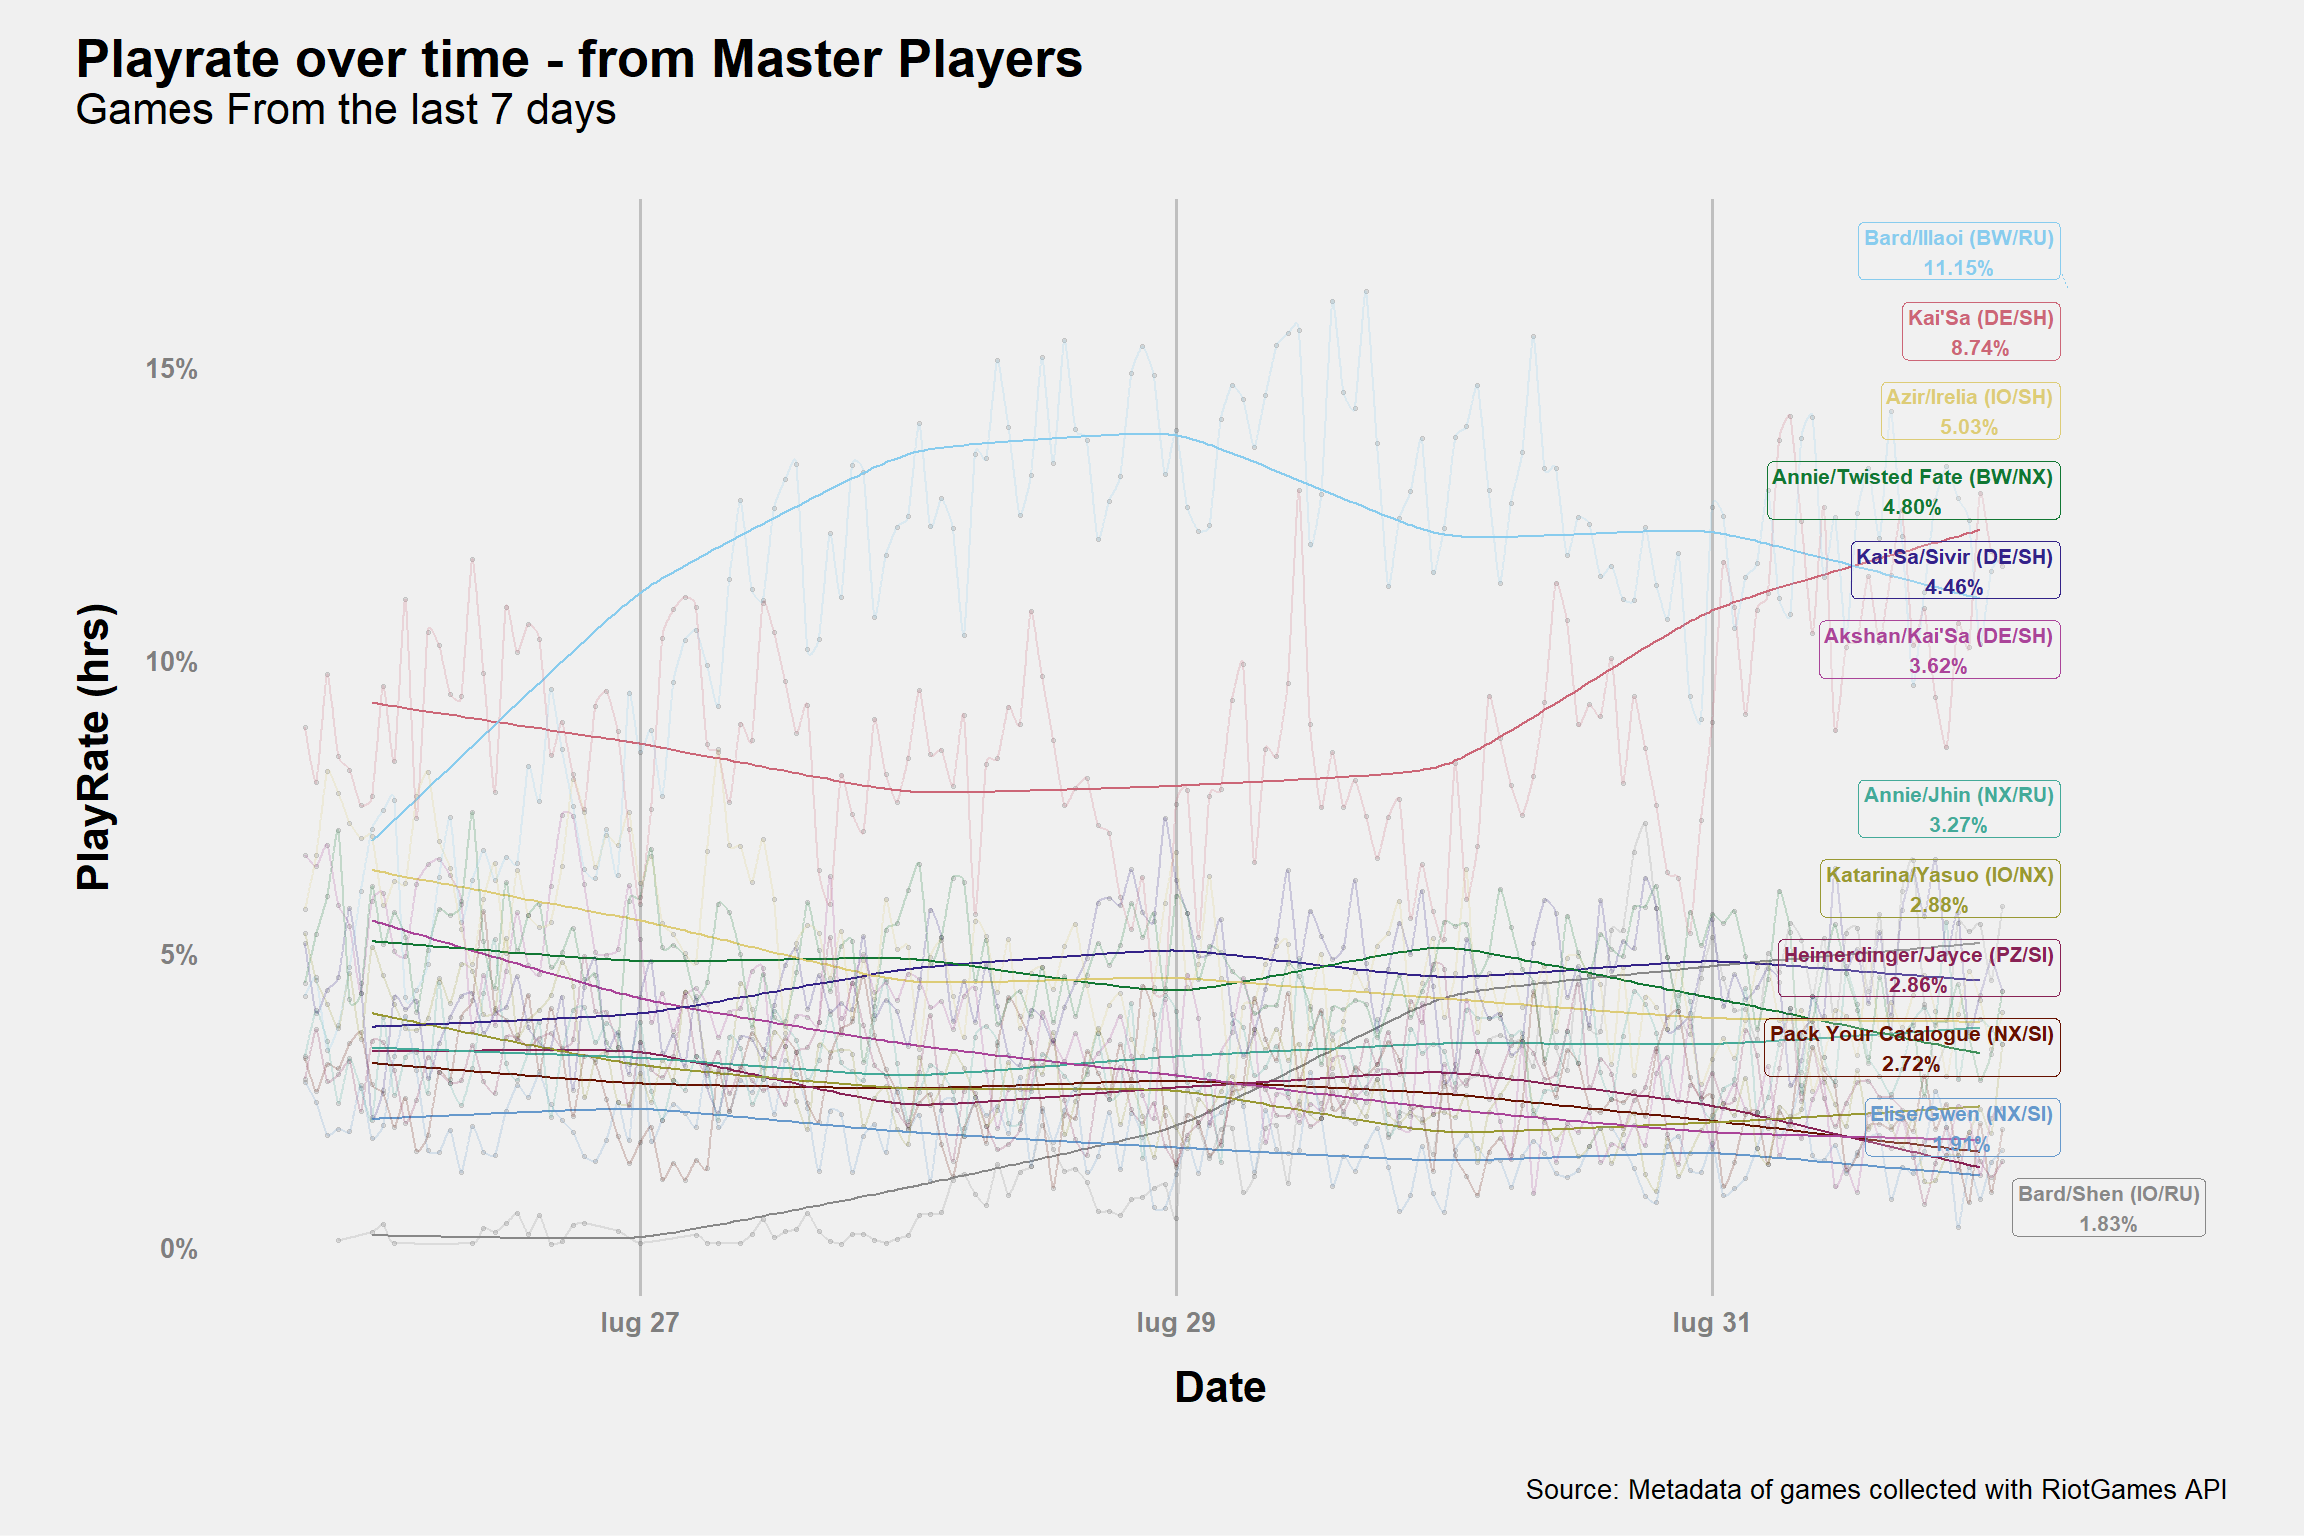 Playrate over time - from Master Players
Games From the last 7 days
PlayRate (hrs)
15%
10%
5%
0%
Bard/Illaoi (BW/RU)
11.15%
Kai'Sa (DE/SH)
8.74%
Azir/Irelia (IO/SH)
5.03%
Annie/Twisted Fate (BW/NX)
4.80%
Kai'Sa/Sivir (DE/SH)
4.46%
Akshan/Kai'Sa (DE/SH)
3.62%
Annie/Jhin (NX/RU)
3.27%
Katarina/Yasuo (IO/NX)
2.88%
Heimerdinger/Jayce (PZ/SI)
2.86%
Pack Your Catalogue (NX/SI)
2.72%
Elise/Gwen (NX/SI)
1.91%
Bard/Shen (IO/RU)
1.83%
lug 27
lug 29
lug 31
Date
Source: Metadata of games collected with RiotGames API